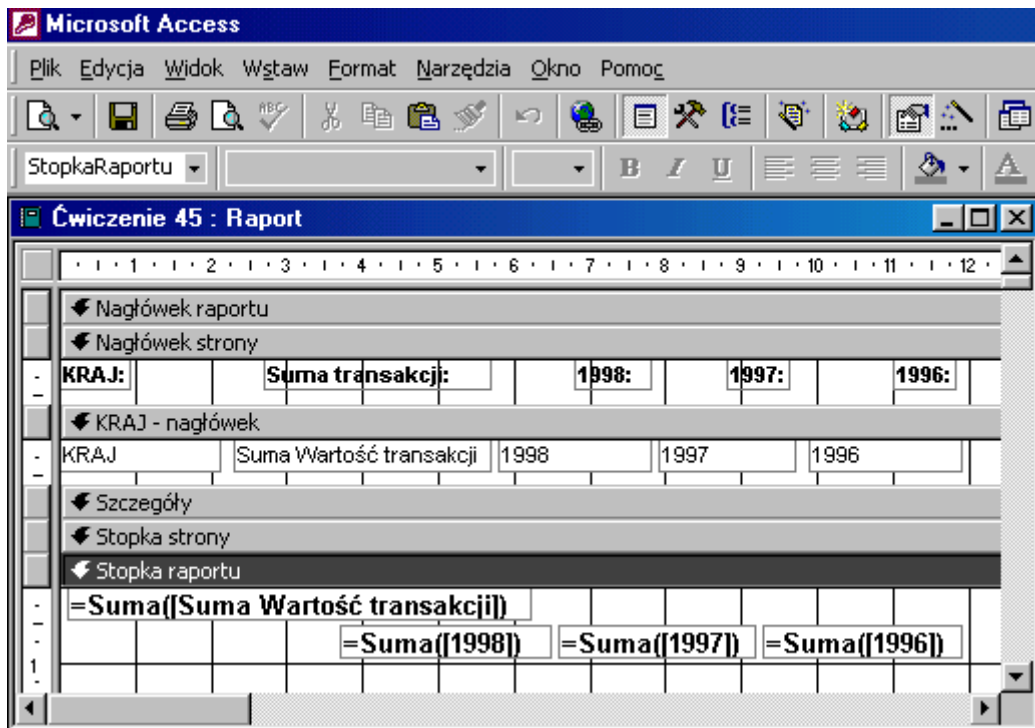 Microsoft Access
Plik Edycja Widok Wstaw Format Narzędzia Okno Pomoc
ABC
StopkaRaportu B I U A
Ćwiczenie 45 : Raport
1 2 3 4 5 6 7 8 9 10 11 12
Nagłówek raportu
Nagłówek strony
KRAJ: Suma transakcji: 1998: 1997: 1996:
KRAJ - nagłówek
KRAJ Suma Wartość transakcji 1998 1997 1996
Szczegóły
Stopka strony
Stopka raportu
=Suma([Suma Wartość transakcji])
=Suma([1998]) =Suma([1997]) =Suma([1996])
1